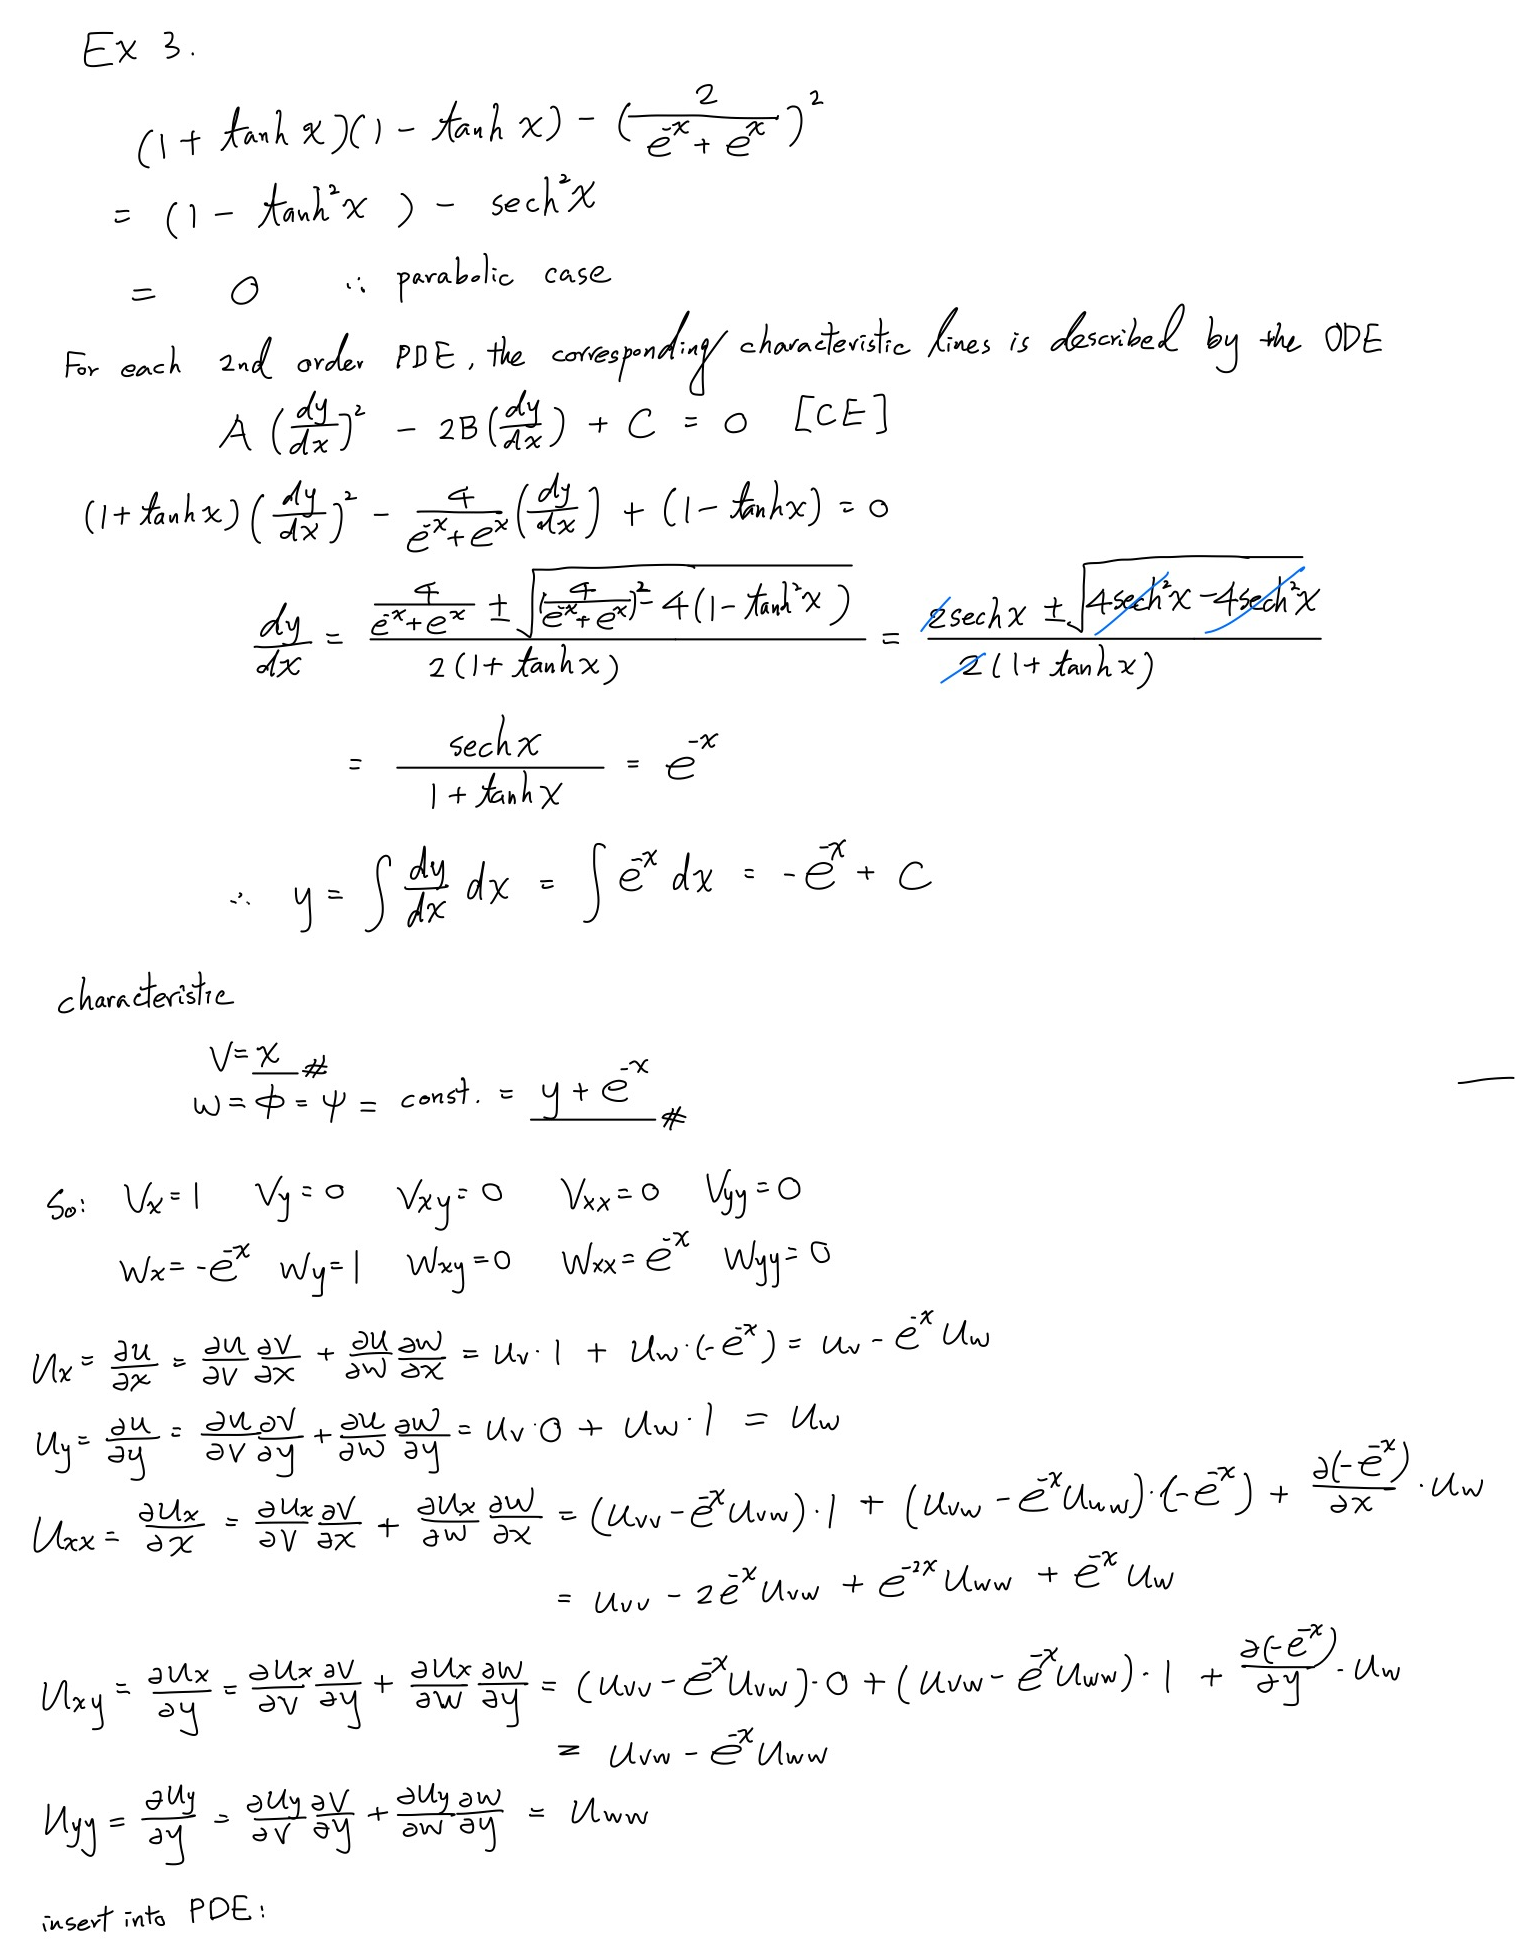 Ex 3.
(1 + tanh x)(1 - tanh x) - (2/(e^-x + e^x))^2
= (1 - tanh^2 x) - sech^2 x
= 0 ∴ parabolic case
For each 2nd order PDE, the corresponding characteristic lines is described by the ODE
A(dy/dx)^2 - 2B(dy/dx) + C = 0 [CE]
(1+tanh x)(dy/dx)^2 - 4/(e^-x+e^x) (dy/dx) + (1-tanh x) = 0
dy/dx = (4/(e^-x+e^x) ± √((4/(e^-x+e^x))^2 - 4(1-tanh^2 x)))/(2(1+tanh x)) = (2sech x ± √(4sech^2 x - 4sech^2 x))/(2(1+tanh x))
= sech x/(1+tanh x) = e^-x
∴ y = ∫ dy/dx dx = ∫ e^-x dx = -e^-x + C
characteristic
V = x #
w = φ = ψ = const. = y + e^-x #
So: Vx=1 Vy=0 Vxy=0 Vxx=0 Vyy=0
Wx=-e^-x Wy=1 Wxy=0 Wxx=e^-x Wyy=0
Ux = ∂u/∂x = ∂u/∂v ∂v/∂x + ∂u/∂w ∂w/∂x = Uv·1 + Uw·(-e^-x) = Uv - e^-x Uw
Uy = ∂u/∂y = ∂u/∂v ∂v/∂y + ∂u/∂w ∂w/∂y = Uv·0 + Uw·1 = Uw
Uxx = ∂Ux/∂x = ∂Ux/∂v ∂v/∂x + ∂Ux/∂w ∂w/∂x = (Uvv - e^-x Uvw)·1 + (Uvw - e^-x Uww)·(-e^-x) + ∂(-e^-x)/∂x · Uw
= Uvv - 2e^-x Uvw + e^-2x Uww + e^-x Uw
Uxy = ∂Ux/∂y = ∂Ux/∂v ∂v/∂y + ∂Ux/∂w ∂w/∂y = (Uvv - e^-x Uvw)·0 + (Uvw - e^-x Uww)·1 + ∂(-e^-x)/∂y · Uw
= Uvw - e^-x Uww
Uyy = ∂Uy/∂y = ∂Uy/∂v ∂v/∂y + ∂Uy/∂w ∂w/∂y = Uww
insert into PDE: